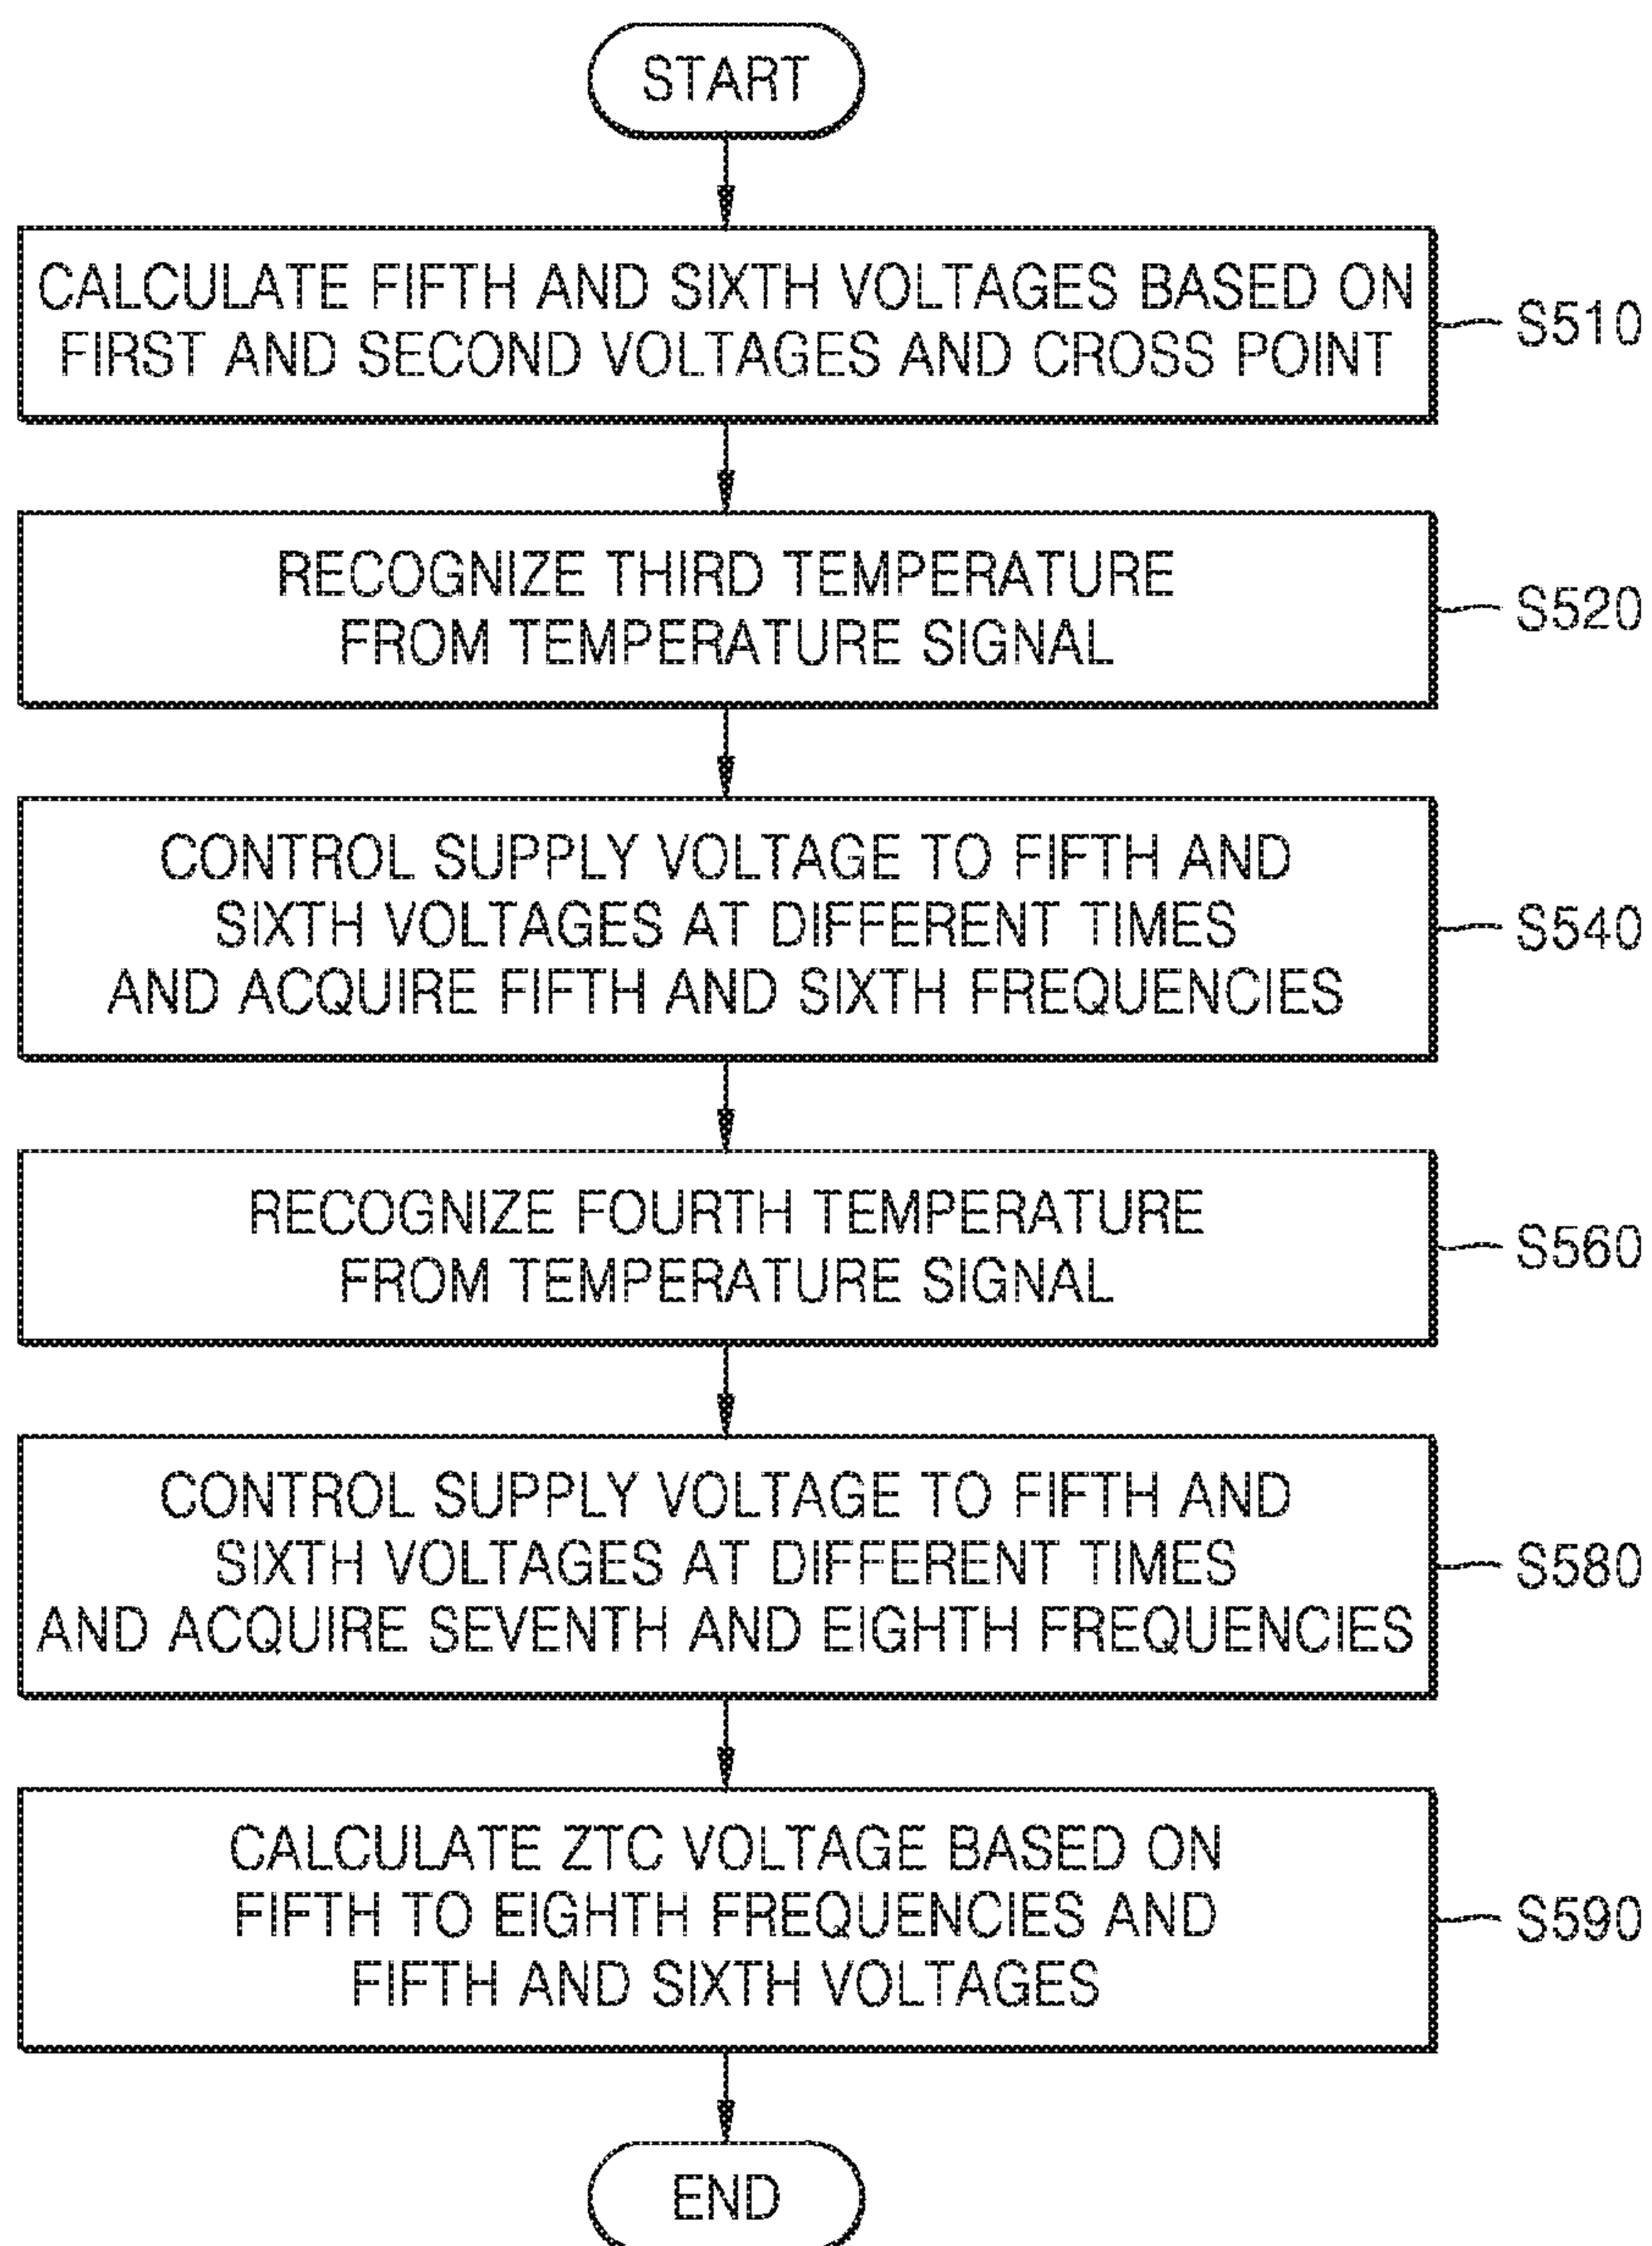 START
CALCULATE FIFTH AND SIXTH VOLTAGES BASED ON
FIRST AND SECOND VOLTAGES AND CROSS POINT
S510
RECOGNIZE THIRD TEMPERATURE
FROM TEMPERATURE SIGNAL
S520
CONTROL SUPPLY VOLTAGE TO FIFTH AND
SIXTH VOLTAGES AT DIFFERENT TIMES
AND ACQUIRE FIFTH AND SIXTH FREQUENCIES
S540
RECOGNIZE FOURTH TEMPERATURE
FROM TEMPERATURE SIGNAL
S560
CONTROL SUPPLY VOLTAGE TO FIFTH AND
SIXTH VOLTAGES AT DIFFERENT TIMES
AND ACQUIRE SEVENTH AND EIGHTH FREQUENCIES
S580
CALCULATE ZTC VOLTAGE BASED ON
FIFTH TO EIGHTH FREQUENCIES AND
FIFTH AND SIXTH VOLTAGES
S590
END